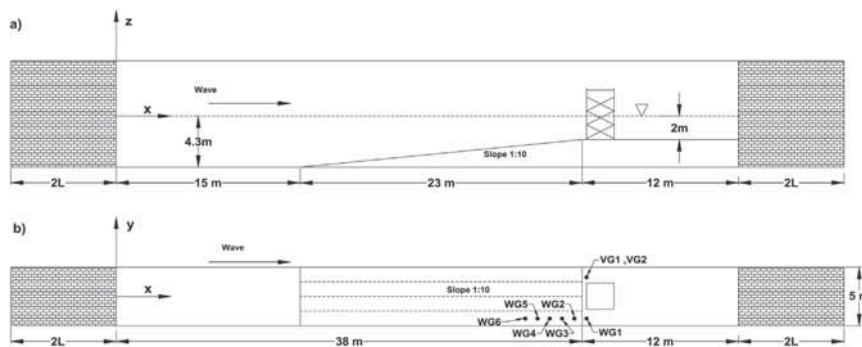 a)
z
Wave
x
4.3m
2m
Slope 1:10
2L
15 m
23 m
12 m
2L
b)
y
Wave
VG1 ,VG2
x
Slope 1:10
5 m
WG5
WG2
WG6
WG4
WG3
WG1
2L
38 m
12 m
2L